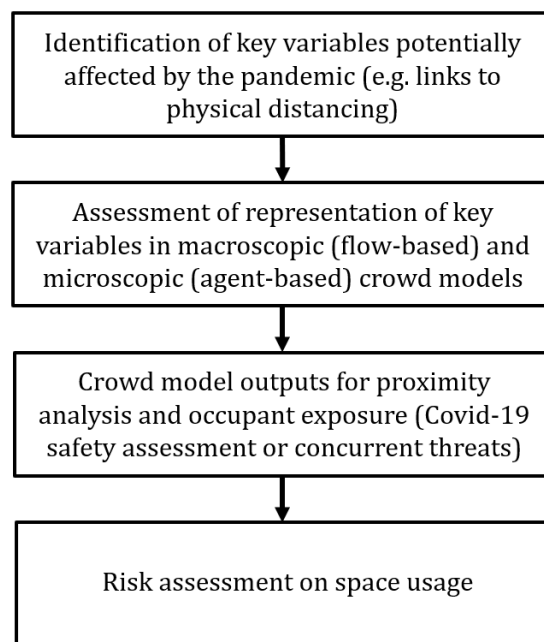 Identification of key variables potentially
affected by the pandemic (e.g. links to
physical distancing)
Assessment of representation of key
variables in macroscopic (flow-based) and
microscopic (agent-based) crowd models
Crowd model outputs for proximity
analysis and occupant exposure (Covid-19
safety assessment or concurrent threats)
Risk assessment on space usage